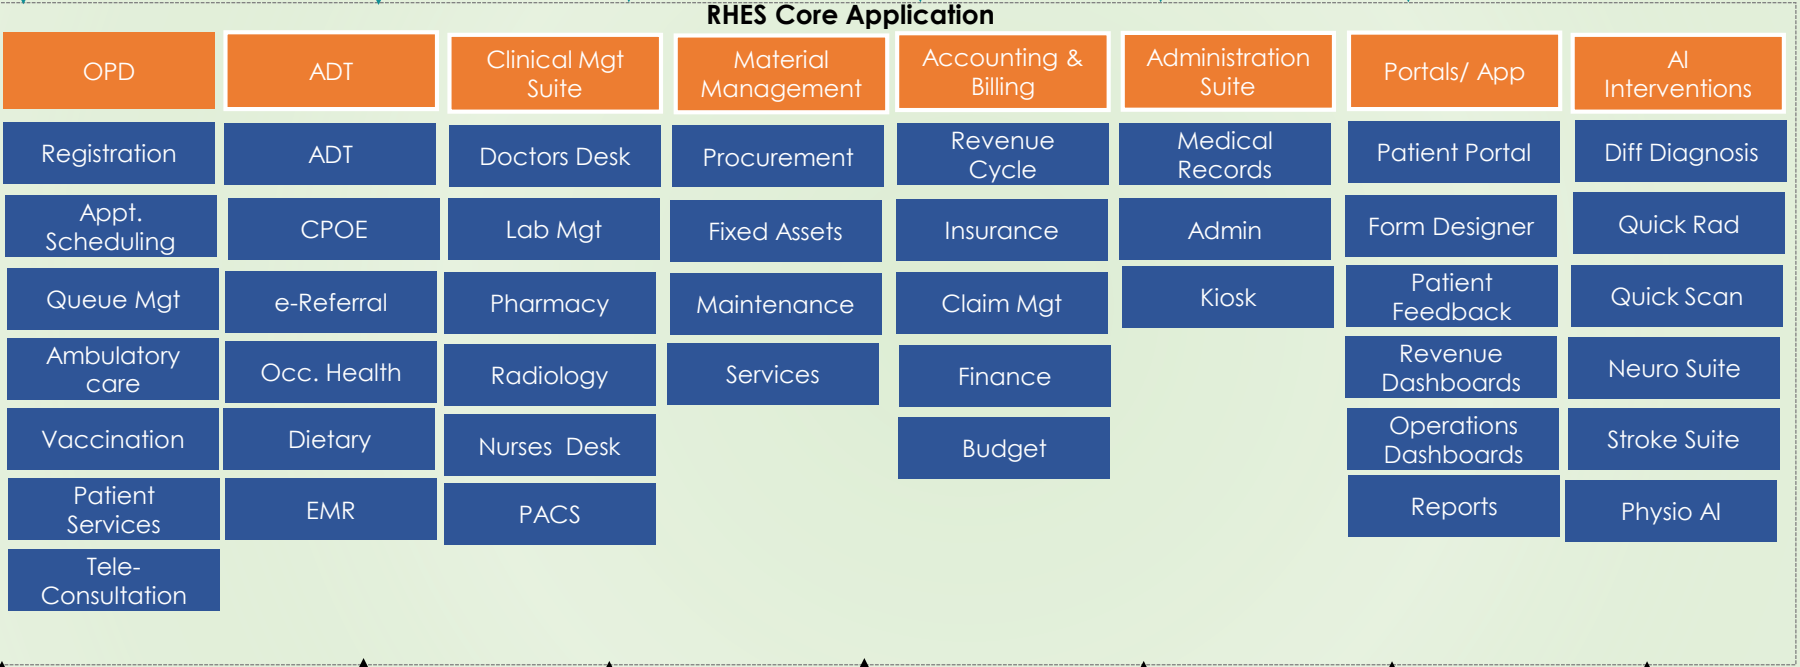 RHES Core Application
OPD
Registration
Appt.
Scheduling
Queue Mgt
Ambulatory
care
Vaccination
Patient
Services
Tele-
Consultation
ADT
ADT
CPOE
e-Referral
Occ. Health
Dietary
EMR
Clinical Mgt
Suite
Doctors Desk
Lab Mgt
Pharmacy
Radiology
Nurses  Desk
PACS
Material
Management
Procurement
Fixed Assets
Maintenance
Services
Accounting &
Billing
Revenue
Cycle
Insurance
Claim Mgt
Finance
Budget
Administration
Suite
Medical
Records
Admin
Kiosk
Portals/ App
Patient Portal
Form Designer
Patient
Feedback
Revenue
Dashboards
Operations
Dashboards
Reports
AI
Interventions
Diff Diagnosis
Quick Rad
Quick Scan
Neuro Suite
Stroke Suite
Physio AI